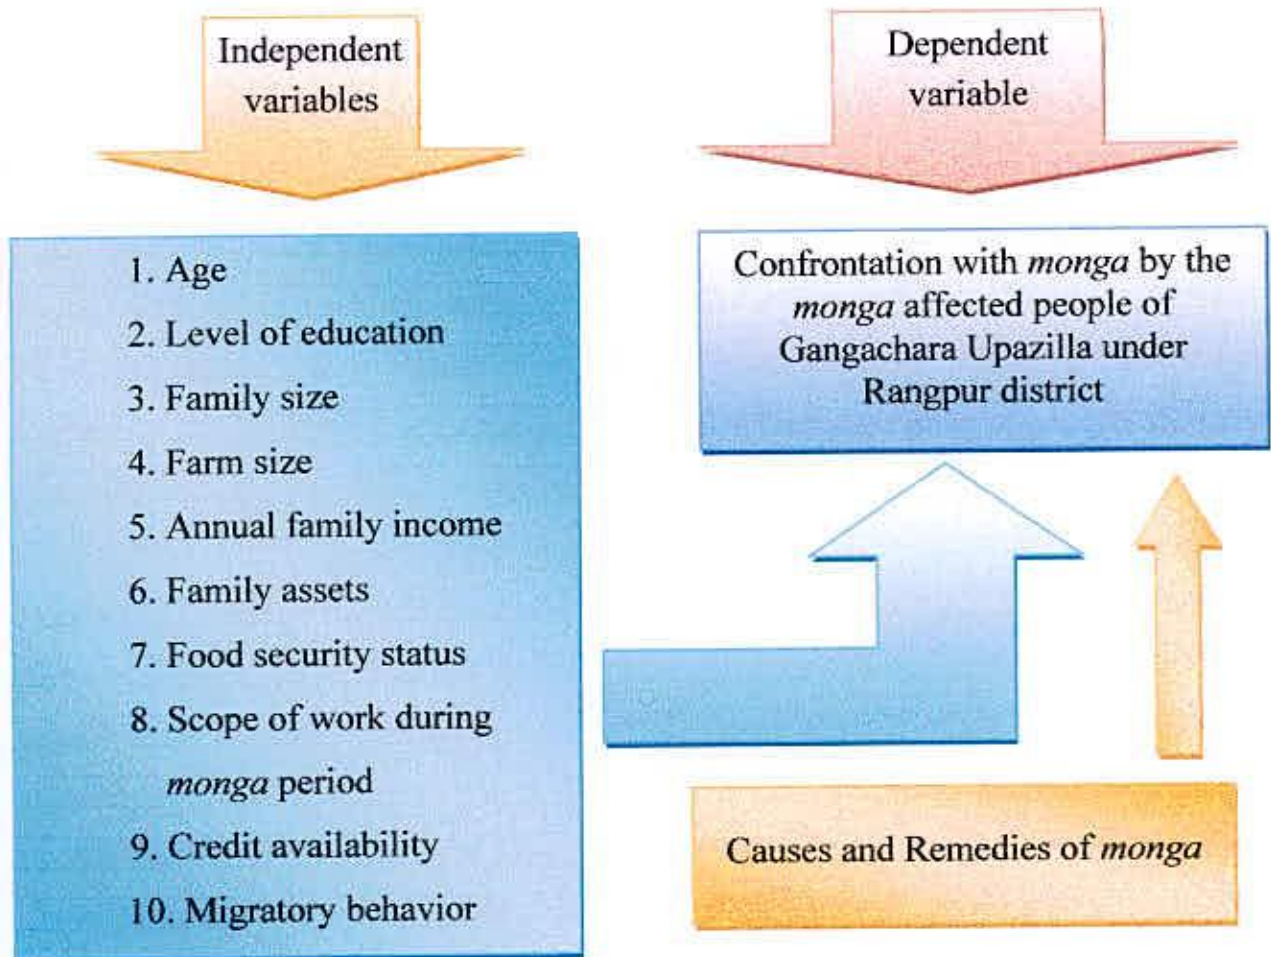 Independent
variables
Dependent
variable
1. Age
2. Level of education
3. Family size
4. Farm size
5. Annual family income
6. Family assets
7. Food security status
8. Scope of work during
monga period
9. Credit availability
10. Migratory behavior
Confrontation with monga by the
monga affected people of
Gangachara Upazilla under
Rangpur district
Causes and Remedies of monga